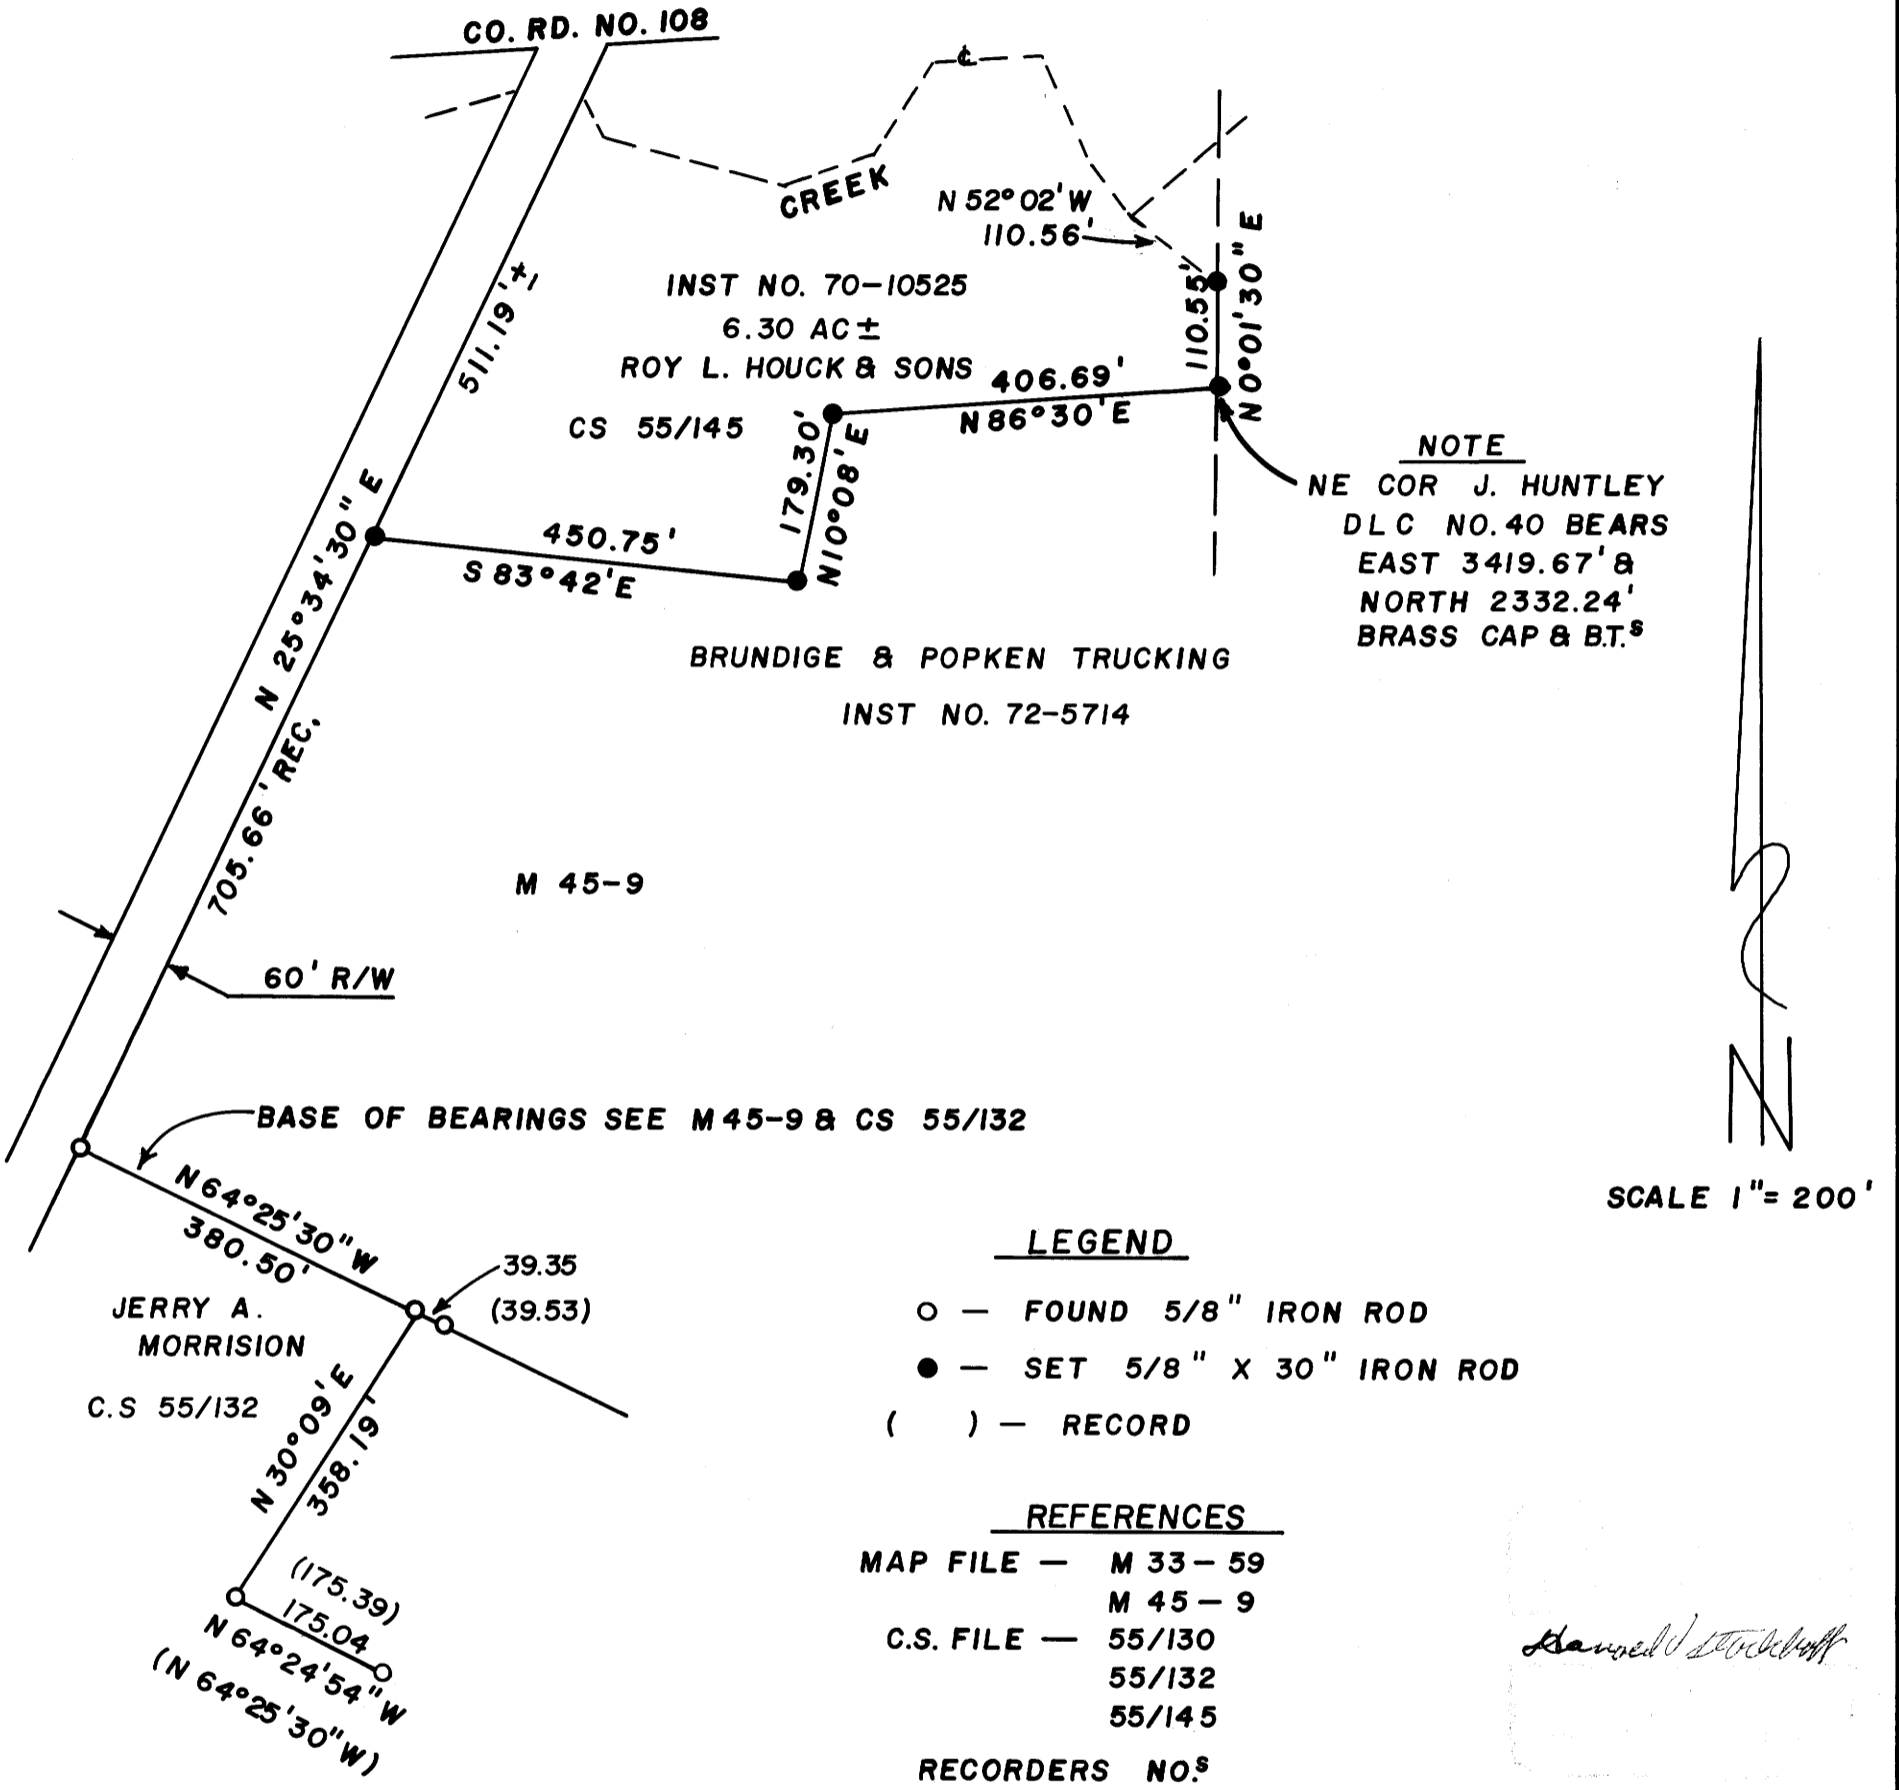 CO. RD. NO. 108
CREEK
N 52°02'W
110.56'
INST NO. 70-10525
6.30 AC ±
ROY L. HOUCK & SONS
CS 55/145
511.19'±
N 25°34'30" E
705.66' REC.
406.69'
N 86°30'E
110.55'
N 0°01'30" E
179.30'
N 10°08'E
450.75'
S 83°42'E
NOTE
NE COR J. HUNTLEY
DLC NO. 40 BEARS
EAST 3419.67' &
NORTH 2332.24'
BRASS CAP & B.T.S
BRUNDIGE & POPKEN TRUCKING
INST NO. 72-5714
M 45-9
60' R/W
BASE OF BEARINGS SEE M 45-9 & CS 55/132
N 64°25'30" W
380.50'
39.35
(39.53)
JERRY A.
MORRISION
C.S 55/132
N 30°09'E
358.19'
(175.39)
175.04
N 64°24'54" W
(N 64°25'30" W)
N
SCALE 1"= 200'
LEGEND
○ — FOUND 5/8" IRON ROD
● — SET 5/8" X 30" IRON ROD
( ) — RECORD
REFERENCES
MAP FILE — M 33-59
M 45-9
C.S. FILE — 55/130
55/132
55/145
RECORDERS NO.S